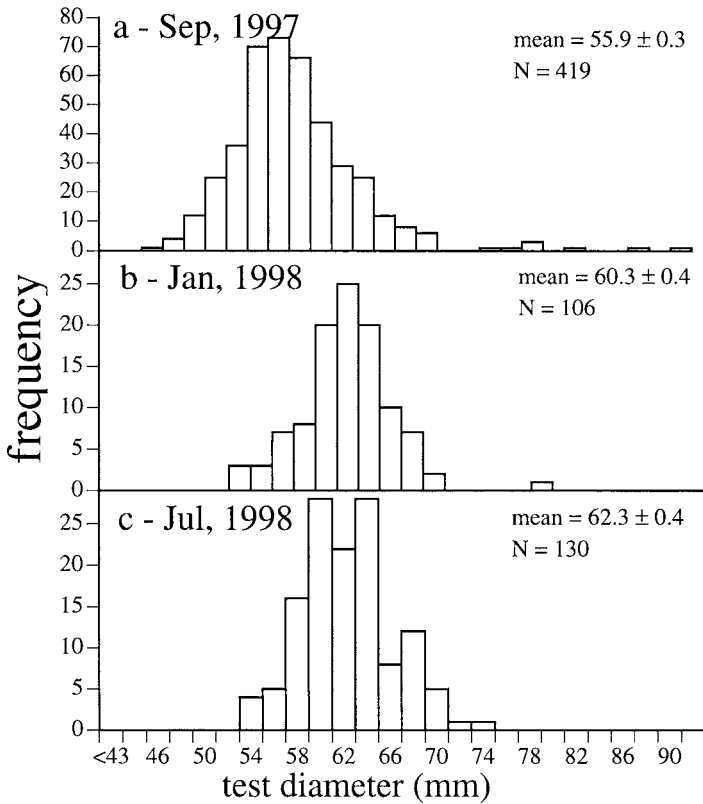 80
70
60
50
40
30
20
10
0
a - Sep, 1997
mean = 55.9 ± 0.3
N = 419
25
20
15
10
5
0
b - Jan, 1998
mean = 60.3 ± 0.4
N = 106
frequency
25
20
15
10
5
0
c - Jul, 1998
mean = 62.3 ± 0.4
N = 130
<43 46 50 54 58 62 66 70 74 78 82 86 90
test diameter (mm)